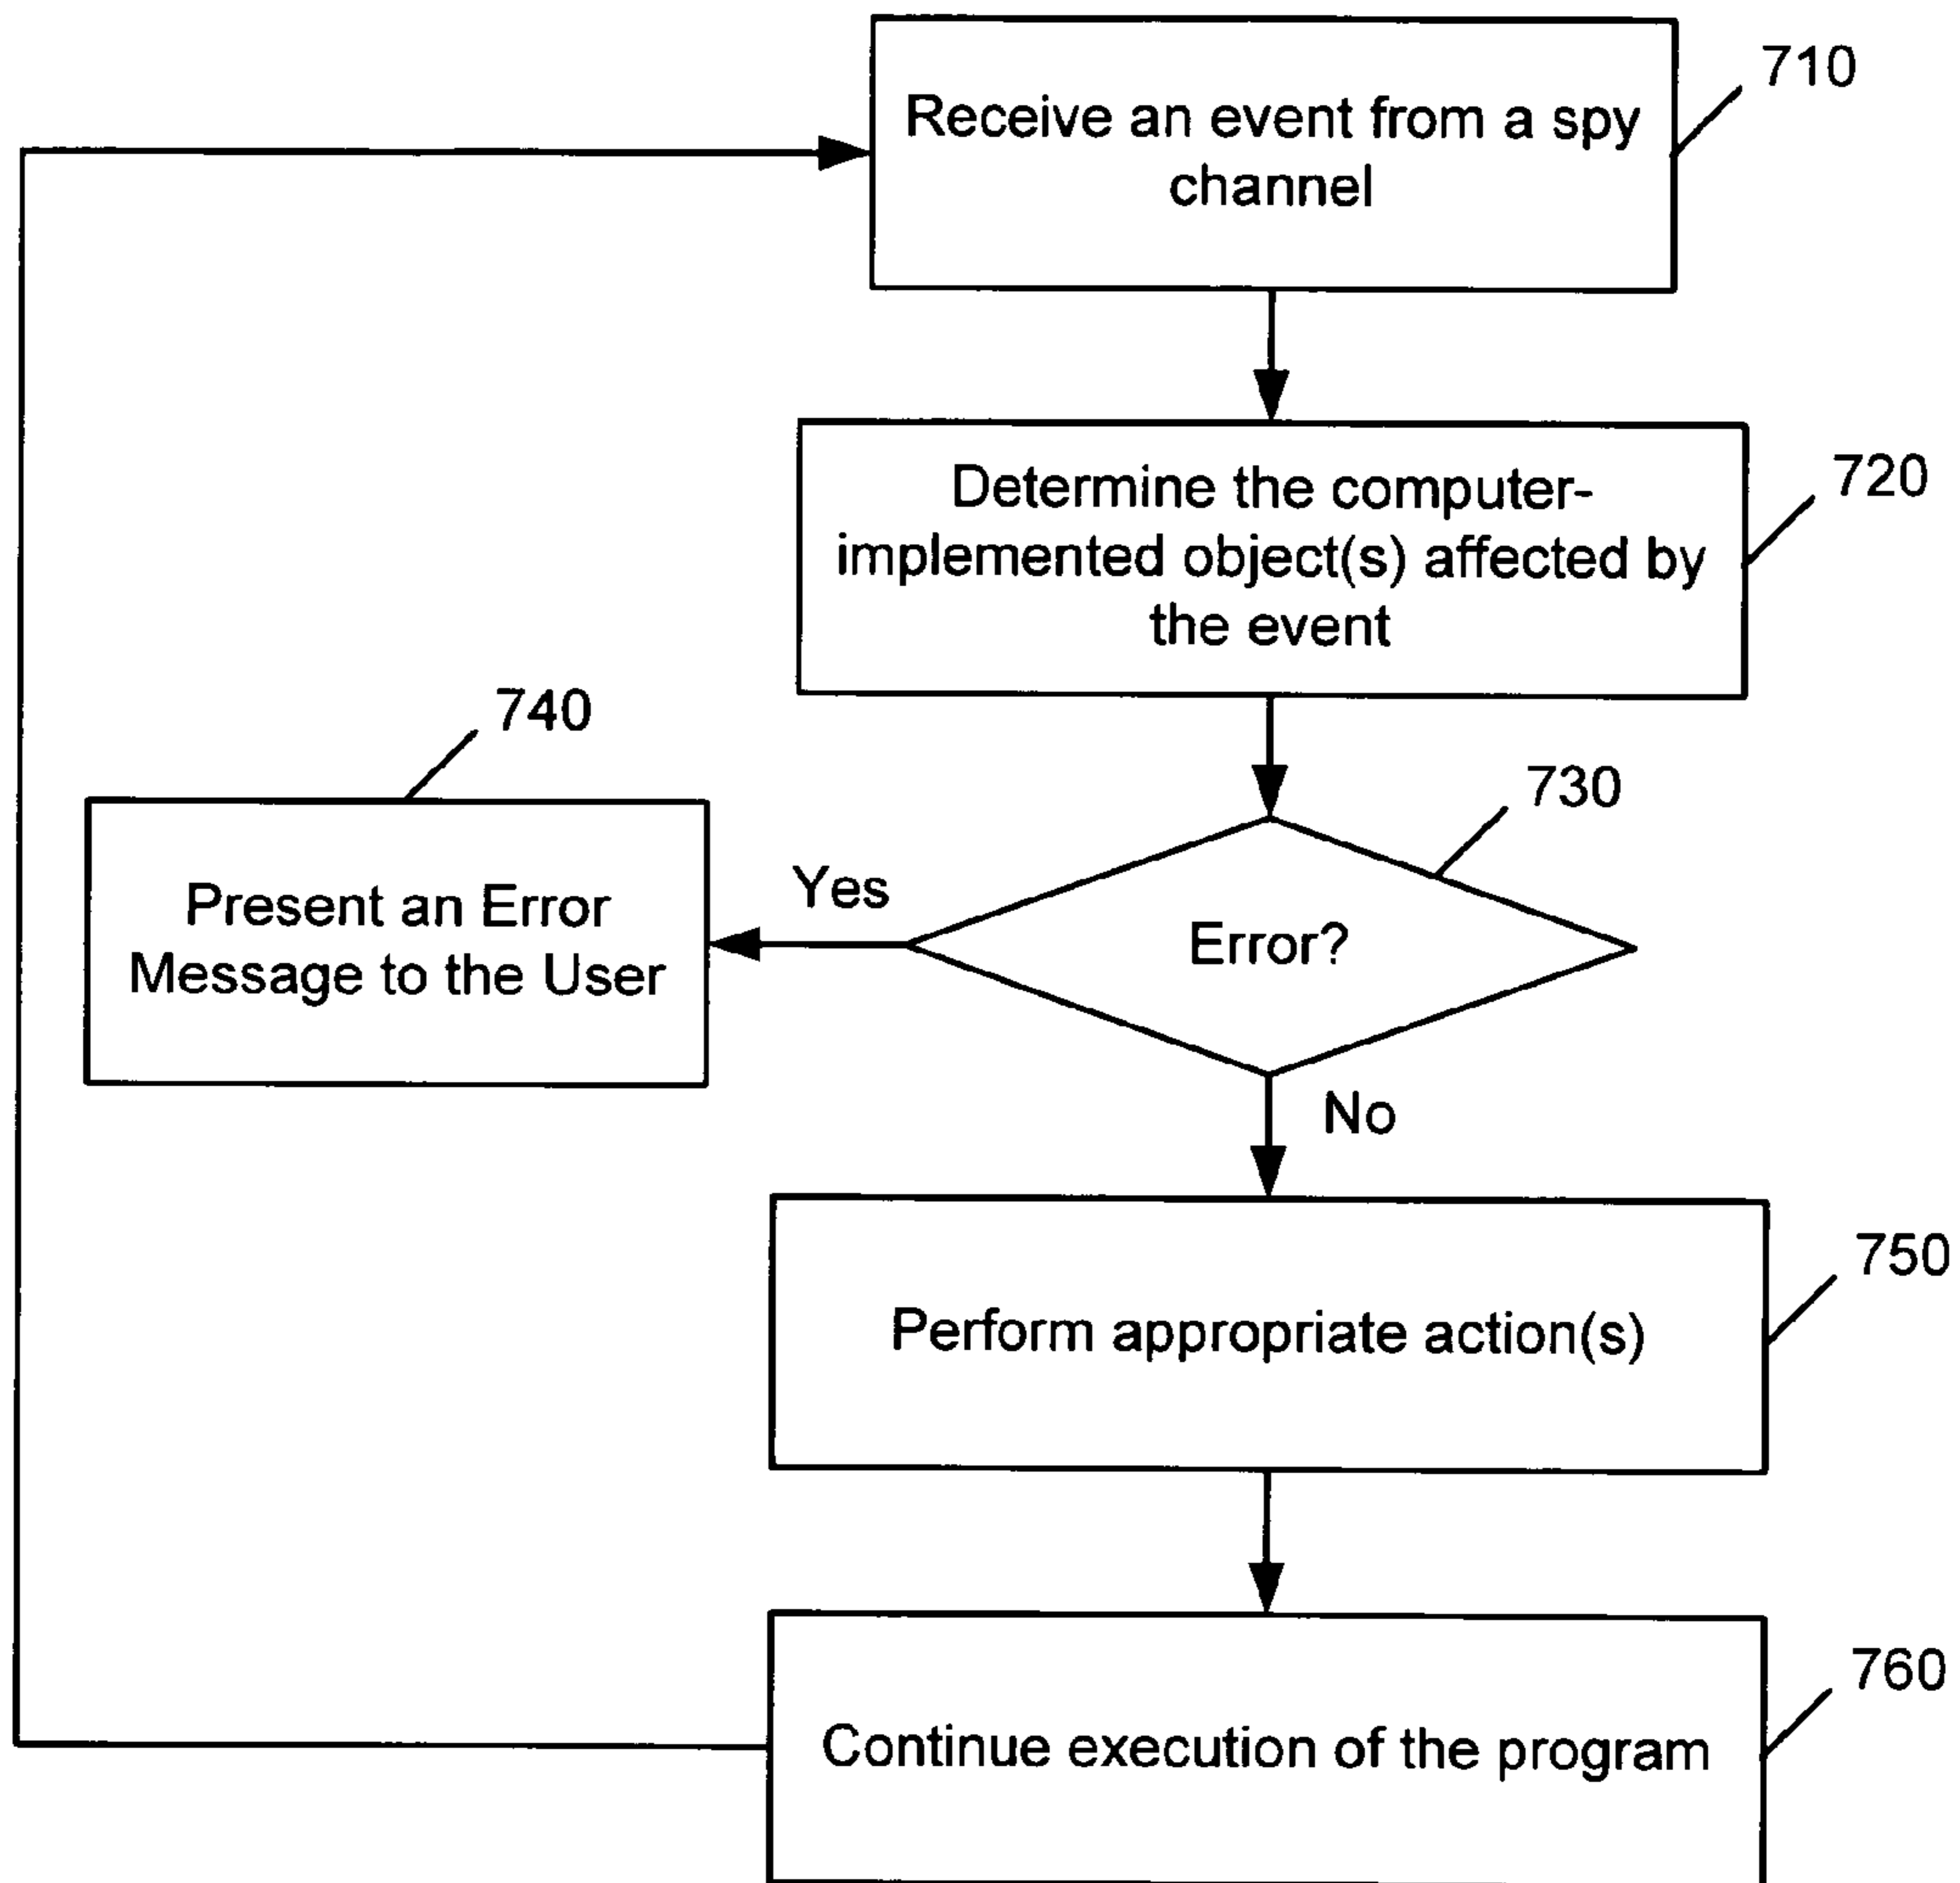 710
Receive an event from a spy
channel
720
Determine the computer-
implemented object(s) affected by
the event
740
730
Present an Error
Message to the User
Yes
Error?
No
750
Perform appropriate action(s)
760
Continue execution of the program